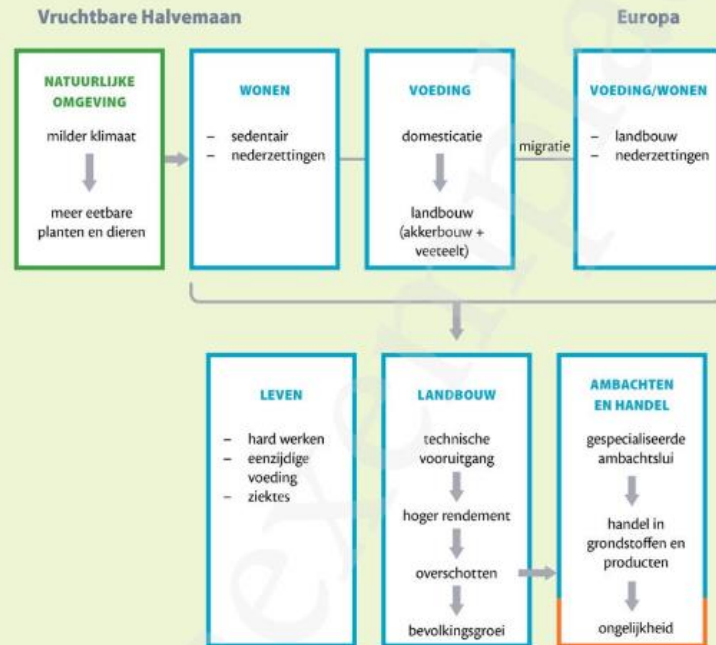 Vruchtbare Halvemaan
Europa
NATUURLIJKE
OMGEVING
milder klimaat
meer eetbare
planten en dieren
WONEN
– sedentair
– nederzettingen
VOEDING
domesticatie
landbouw
(akkerbouw +
veeteelt)
migratie
VOEDING/WONEN
– landbouw
– nederzettingen
LEVEN
– hard werken
– eenzijdige
voeding
– ziektes
LANDBOUW
technische
vooruitgang
hoger rendement
overschotten
bevolkingsgroei
AMBACHTEN
EN HANDEL
gespecialiseerde
ambachtslui
handel in
grondstoffen en
producten
ongelijkheid